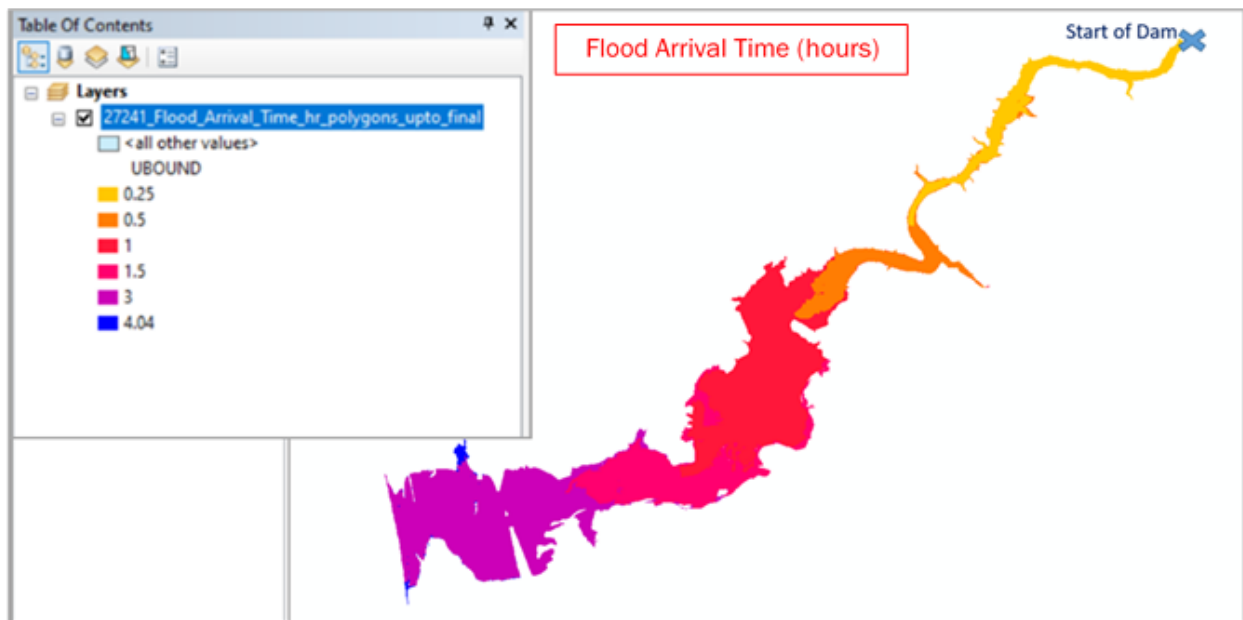 Table Of Contents
Layers
27241_Flood_Arrival_Time_hr_polygons_upto_final
<all other values>
UBOUND
0.25
0.5
1
1.5
3
4.04
Flood Arrival Time (hours)
Start of Dam